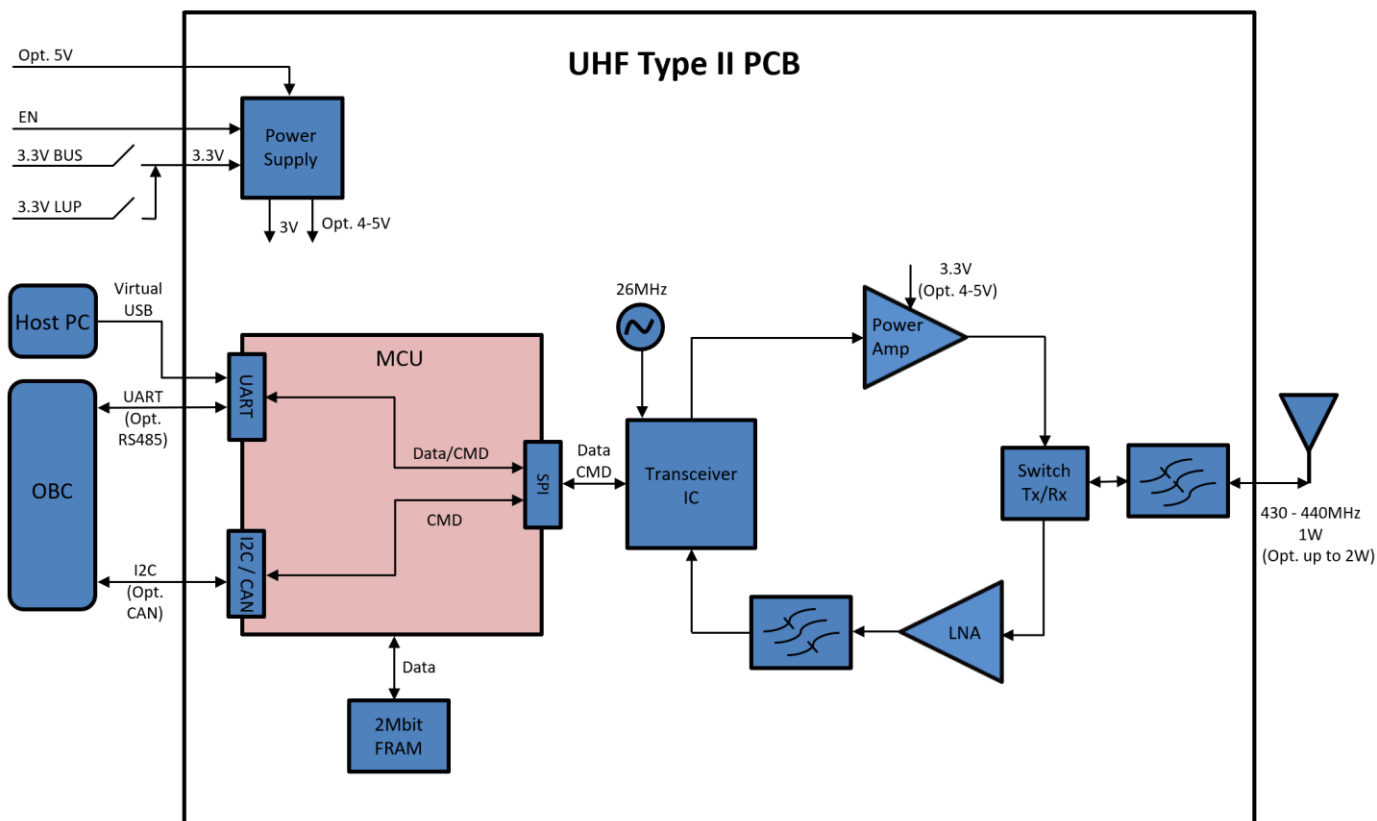 UHF Type II PCB
Opt. 5V
EN
3.3V BUS
3.3V
3.3V LUP
Power
Supply
3V
Opt. 4-5V
Host PC
Virtual
USB
OBC
UART
(Opt.
RS485)
I2C
(Opt.
CAN)
MCU
UART
I2C / CAN
Data/CMD
CMD
SPI
Data
CMD
Data
2Mbit
FRAM
26MHz
Transceiver
IC
3.3V
(Opt. 4-5V)
Power
Amp
Switch
Tx/Rx
LNA
430 - 440MHz
1W
(Opt. up to 2W)